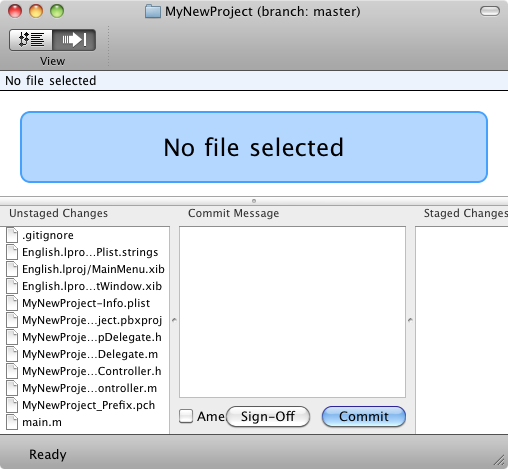 MyNewProject (branch: master)
View
No file selected
No file selected
Unstaged Changes
Commit Message
Staged Changes
.gitignore
English.lpro...Plist.strings
English.lproj/MainMenu.xib
English.lpro...tWindow.xib
MyNewProject-Info.plist
MyNewProje...ject.pbxproj
MyNewProje...pDelegate.h
MyNewProje...Delegate.m
MyNewProje...Controller.h
MyNewProje...ontroller.m
MyNewProject_Prefix.pch
main.m
Ame
Sign-Off
Commit
Ready